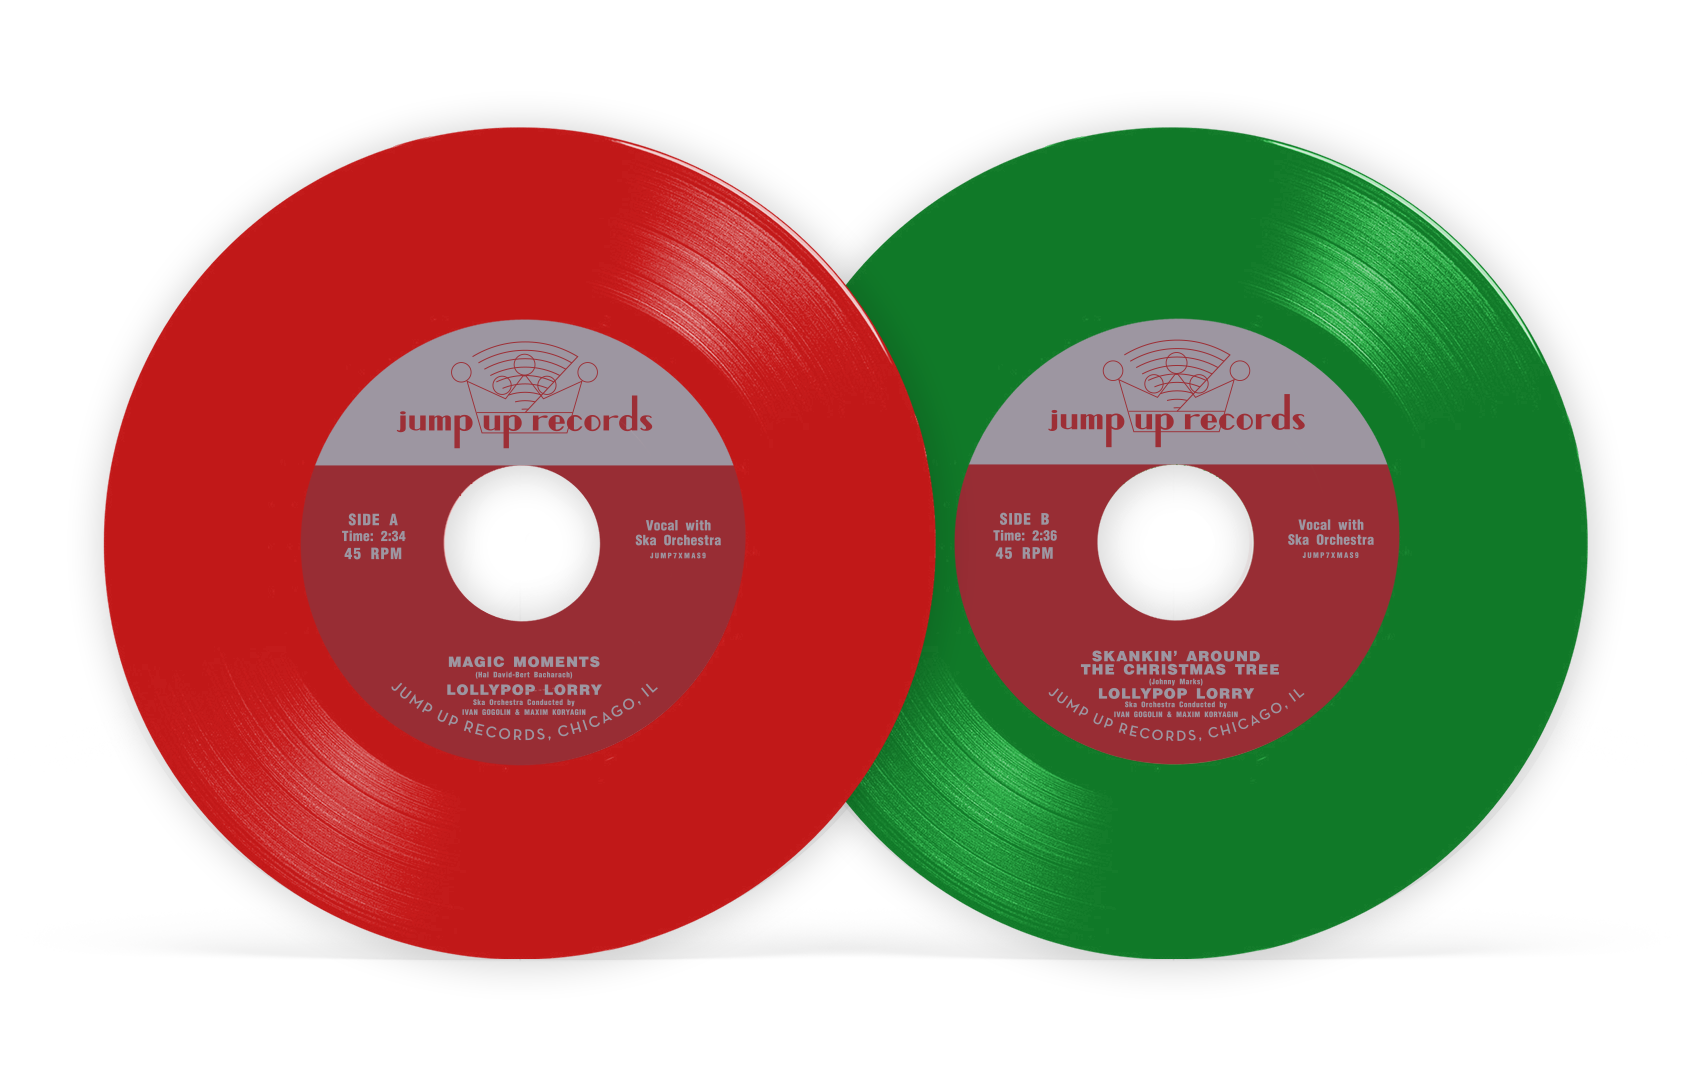 jump up records
SIDE A
Time: 2:34
45 RPM
Vocal with
Ska Orchestra
JUMP7XMAS9
MAGIC MOMENTS
(Hal David-Bert Bacharach)
LOLLYPOP LORRY
Ska Orchestra Conducted by
IVAN GOGOLIN & MAXIM KORYAGIN
JUMP UP RECORDS, CHICAGO, IL
jump up records
SIDE B
Time: 2:36
45 RPM
Vocal with
Ska Orchestra
JUMP7XMAS9
SKANKIN' AROUND
THE CHRISTMAS TREE
(Johnny Marks)
LOLLYPOP LORRY
Ska Orchestra Conducted by
IVAN GOGOLIN & MAXIM KORYAGIN
JUMP UP RECORDS, CHICAGO, IL